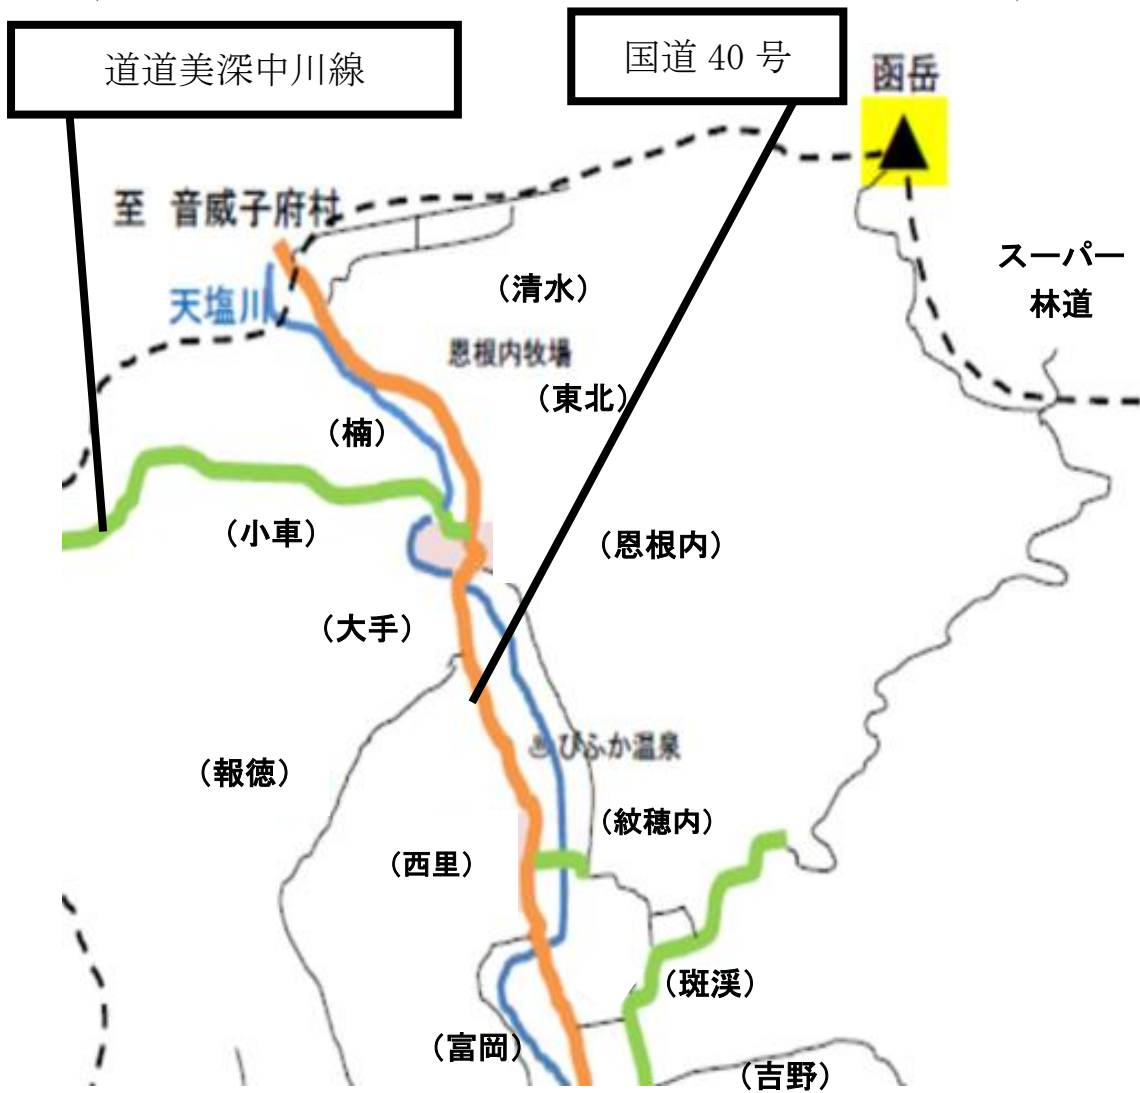 道道美深中川線
国道 40 号
函岳
至 音威子府村
天塩川
スーパー
林道
（清水）
恩根内牧場
（東北）
（楠）
（小車）
（恩根内）
（大手）
びふか温泉
（報徳）
（紋穂内）
（西里）
（斑渓）
（富岡）
（吉野）